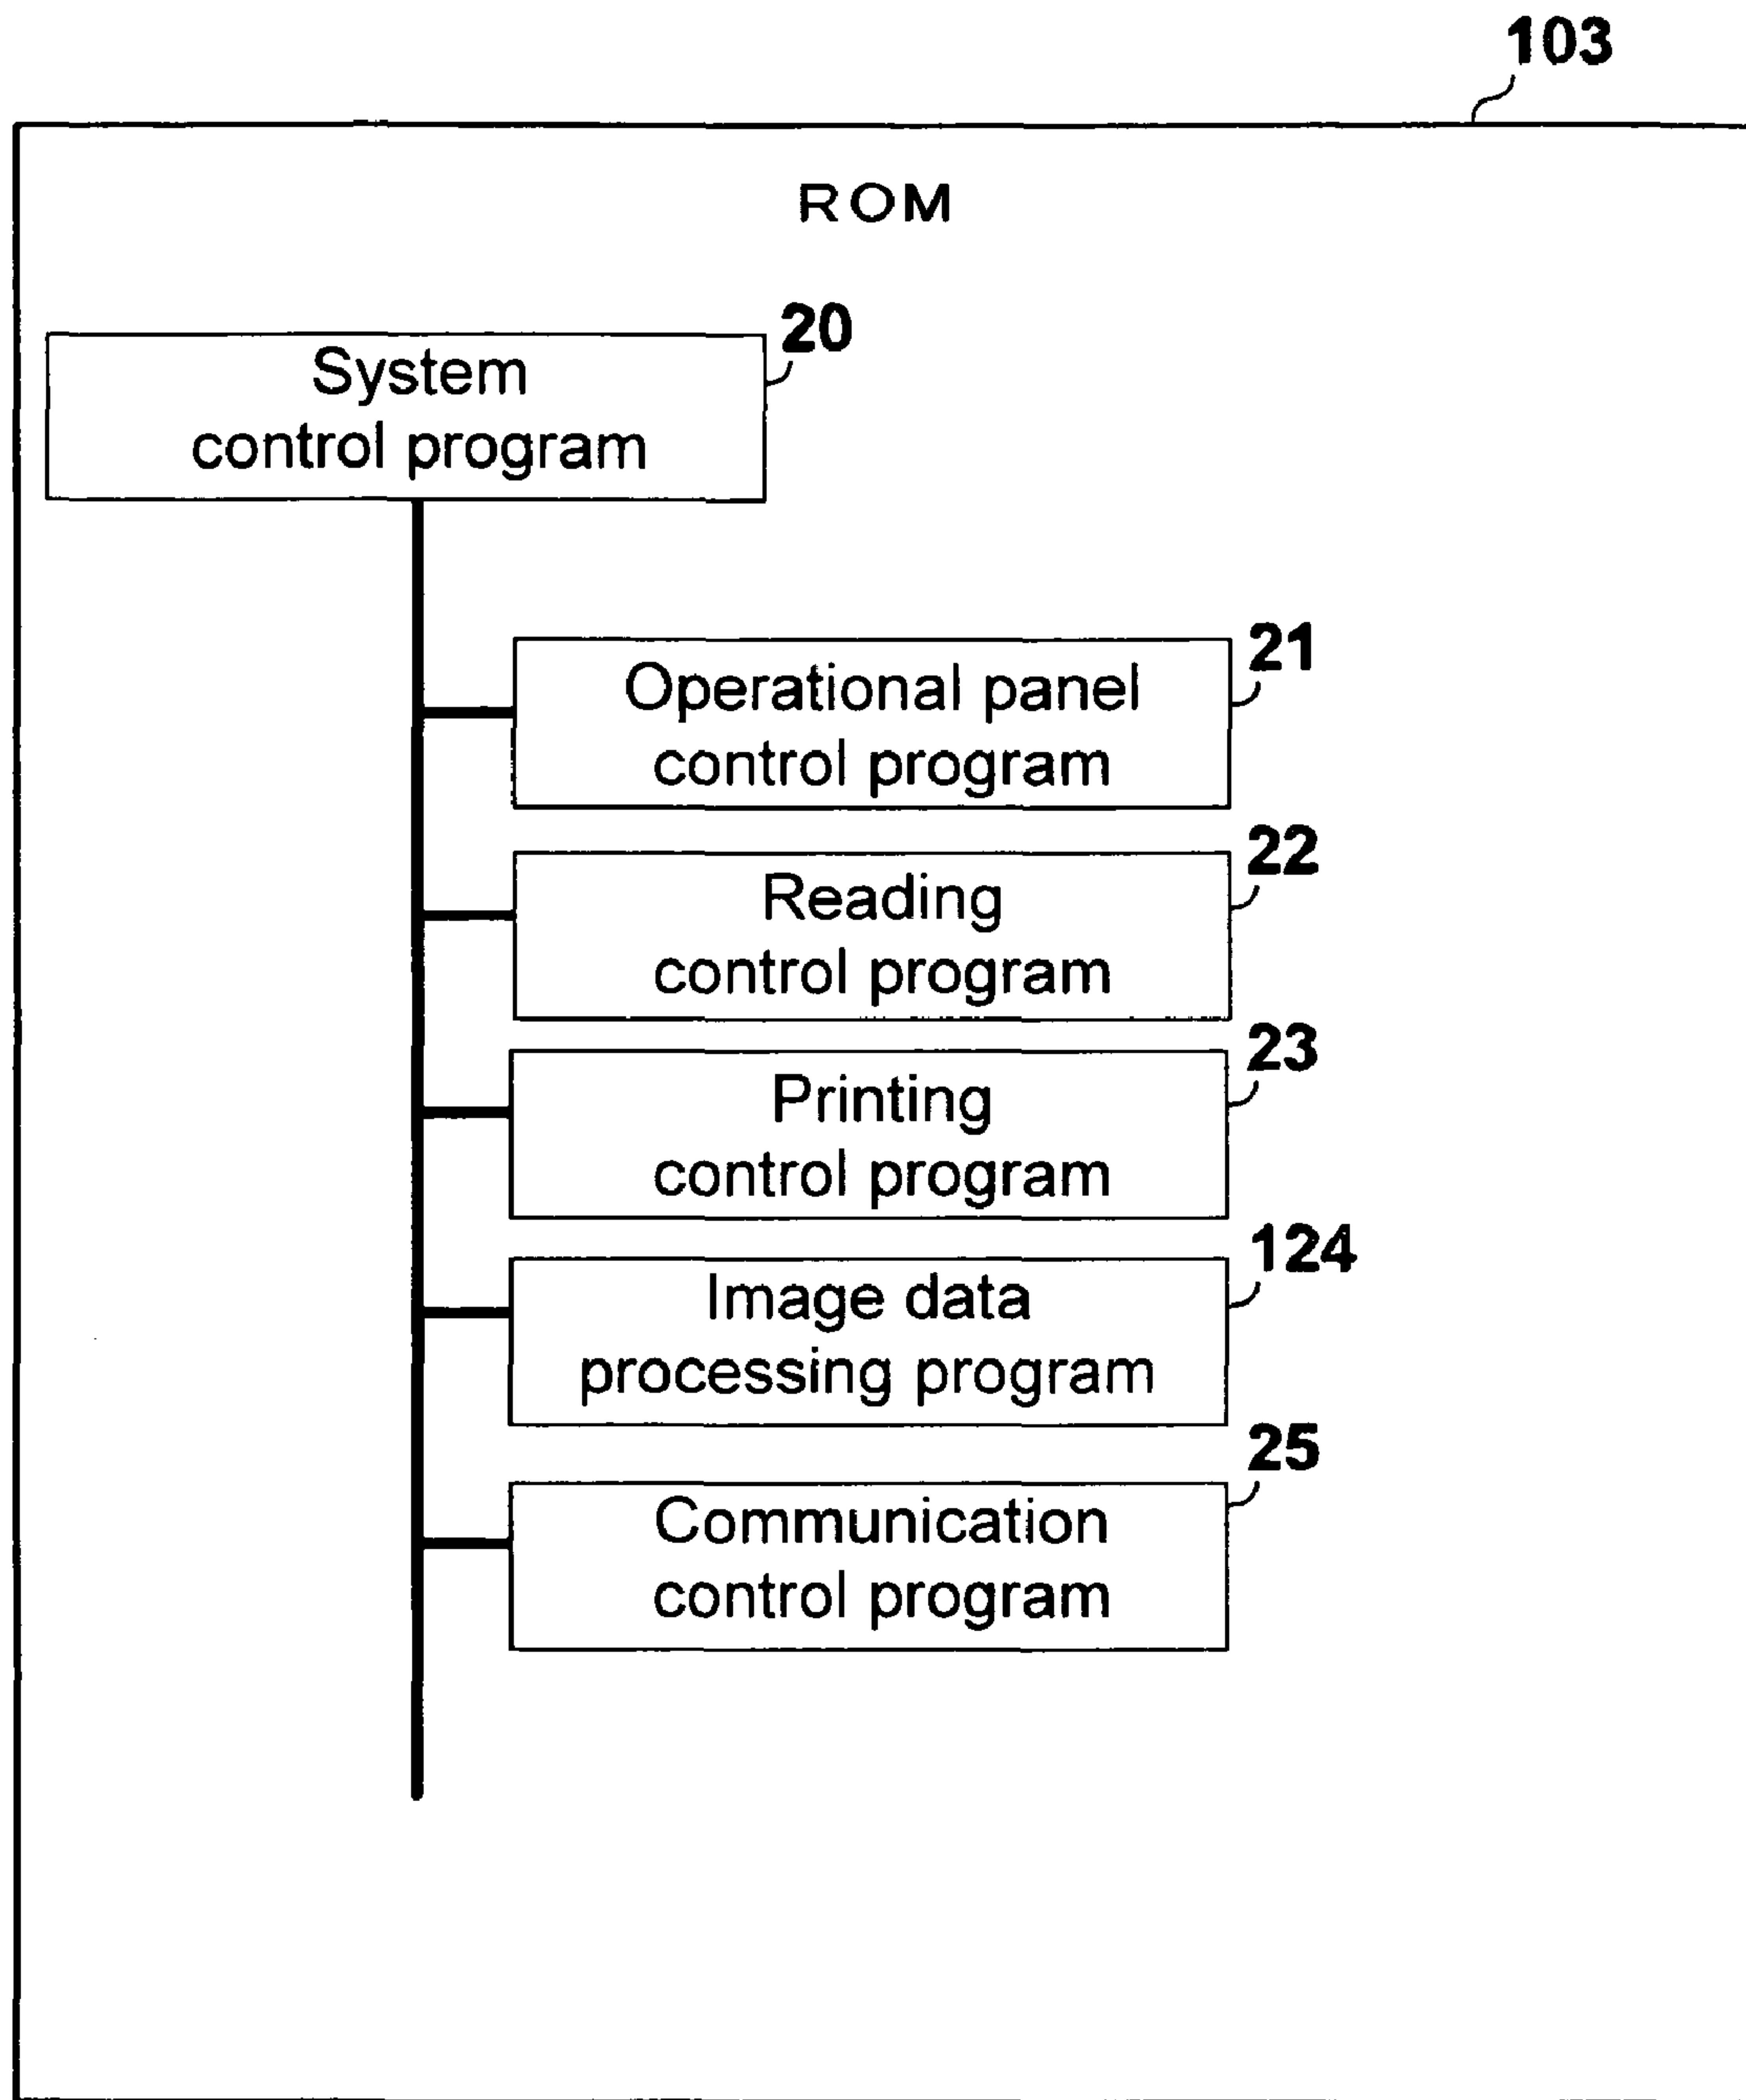 103
ROM
20
System
control program
21
Operational panel
control program
22
Reading
control program
23
Printing
control program
124
Image data
processing program
25
Communication
control program